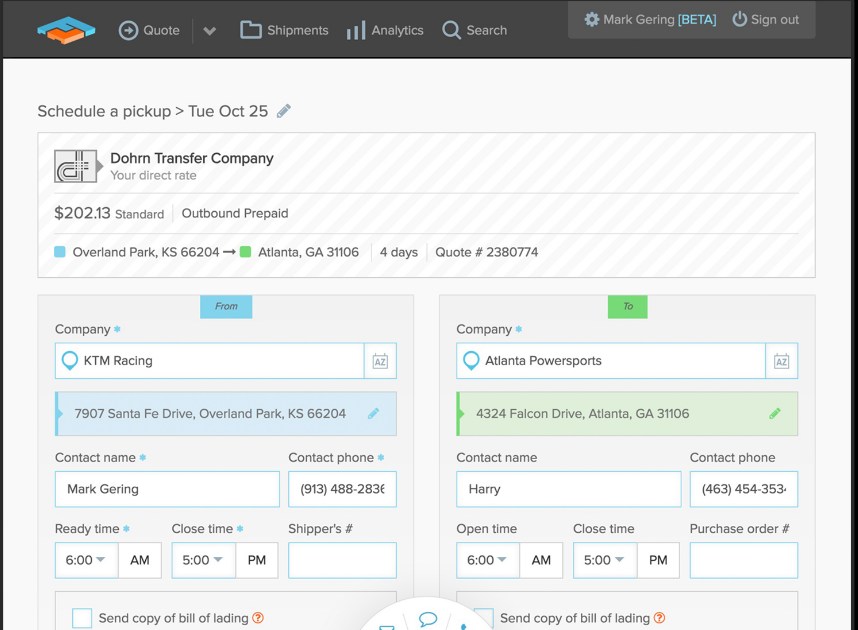 Quote
Shipments
Analytics
Search
Mark Gering [BETA]
Sign out
Schedule a pickup > Tue Oct 25
Dohrn Transfer Company
Your direct rate
$202.13 Standard
Outbound Prepaid
Overland Park, KS 66204
Atlanta, GA 31106
4 days
Quote # 2380774
From
Company *
KTM Racing
AZ
7907 Santa Fe Drive, Overland Park, KS 66204
Contact name *
Contact phone *
Mark Gering
(913) 488-2836
Ready time *
Close time *
Shipper's #
6:00
AM
5:00
PM
Send copy of bill of lading ?
To
Company *
Atlanta Powersports
AZ
4324 Falcon Drive, Atlanta, GA 31106
Contact name
Contact phone
Harry
(463) 454-353
Open time
Close time
Purchase order #
6:00
AM
5:00
PM
Send copy of bill of lading ?